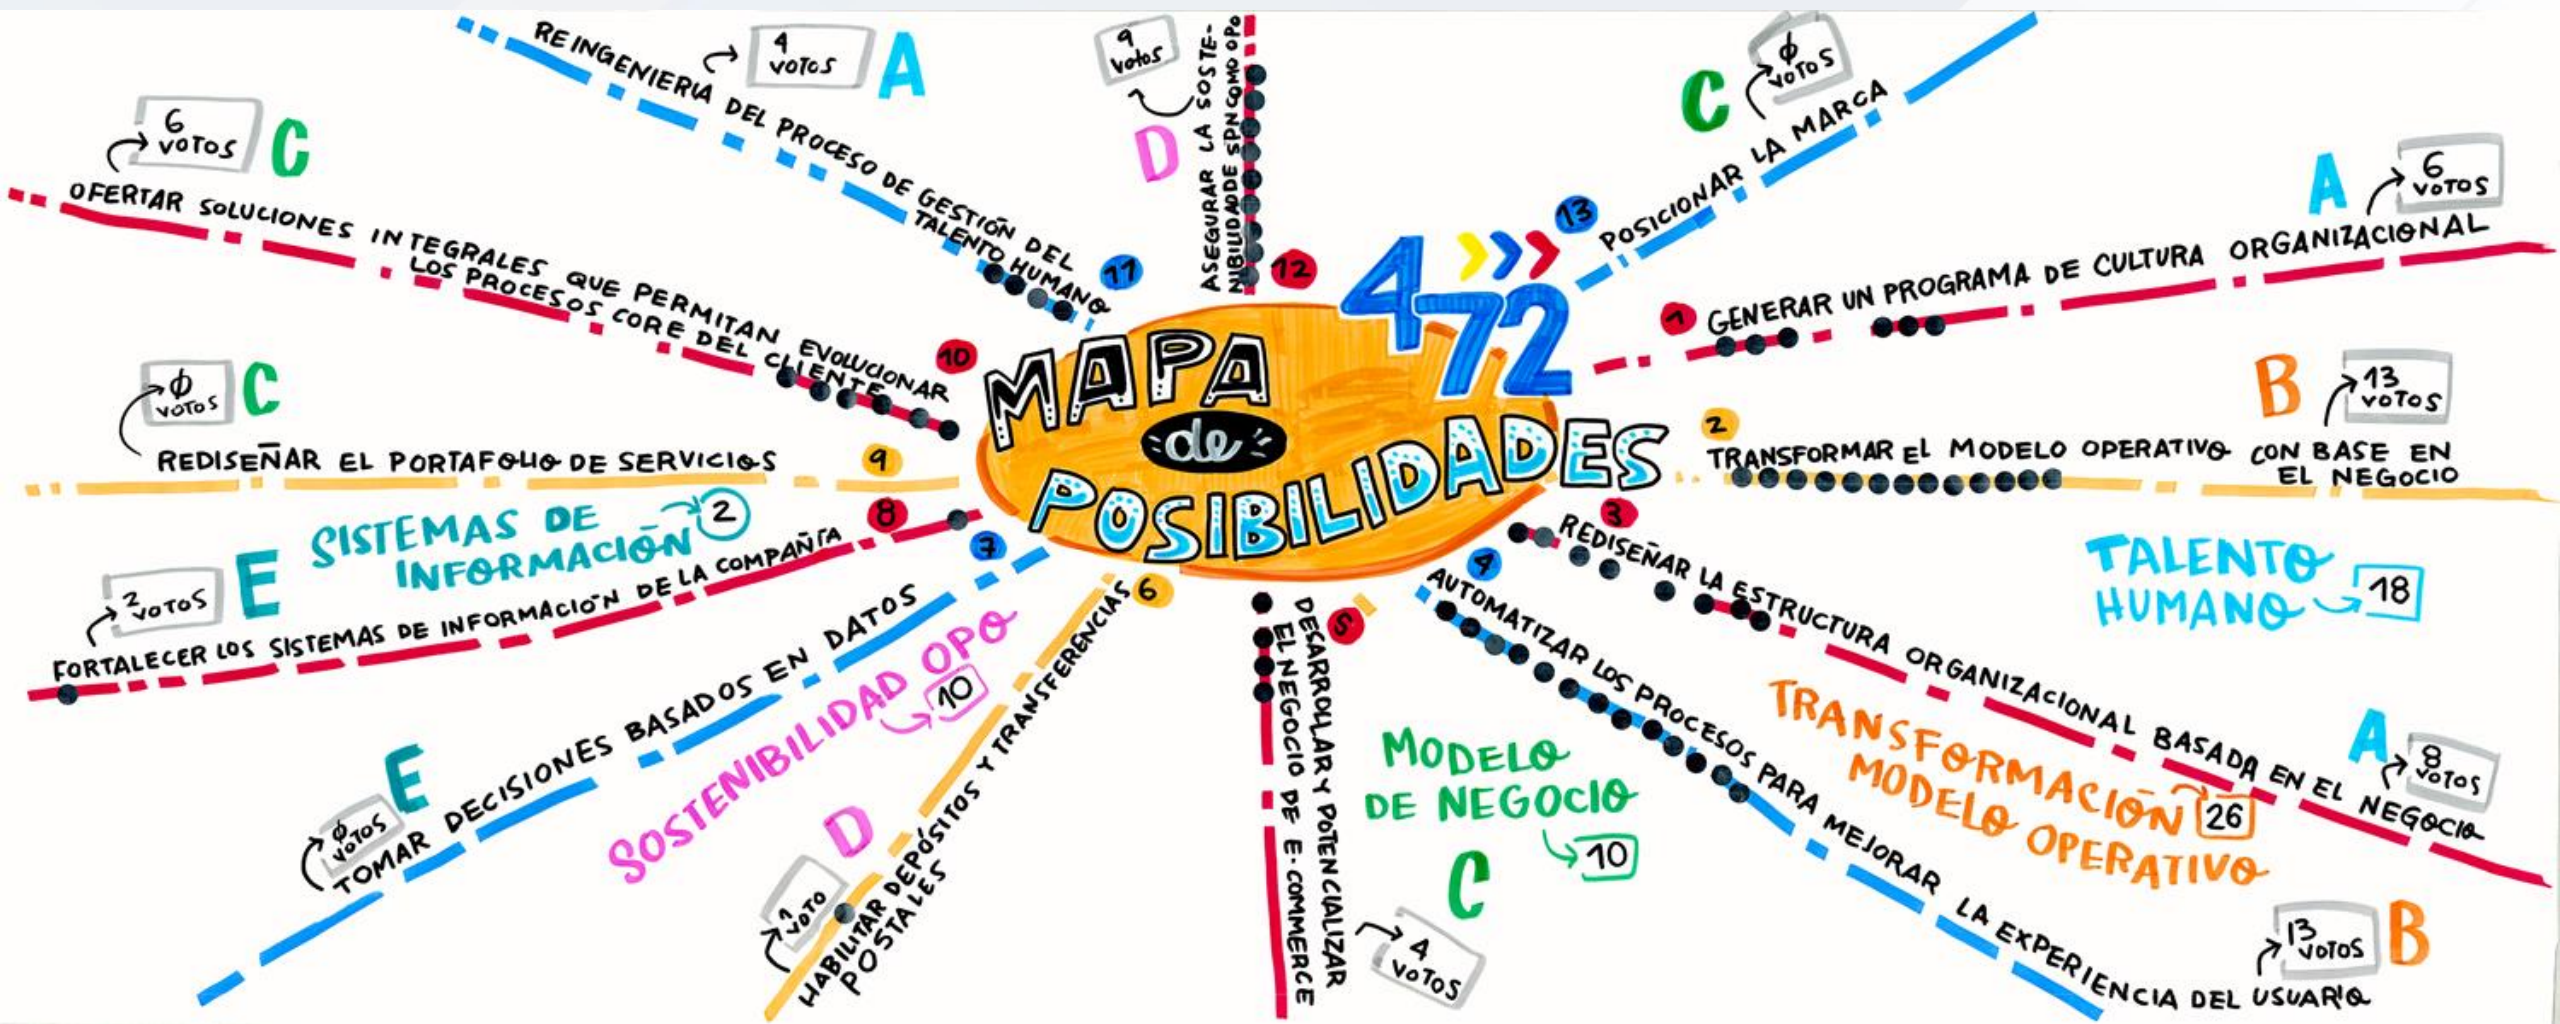 MAPA
de
POSIBILIDADES
472
1
GENERAR UN PROGRAMA DE CULTURA ORGANIZACIONAL
A
6
VOTOS
2
TRANSFORMAR EL MODELO OPERATIVO CON BASE EN
EL NEGOCIO
B
13
VOTOS
3
REDISEÑAR LA ESTRUCTURA ORGANIZACIONAL BASADA EN EL NEGOCIO
A
8
VOTOS
TALENTO
HUMANO
18
4
AUTOMATIZAR LOS PROCESOS PARA MEJORAR LA EXPERIENCIA DEL USUARIO
13
VOTOS
B
TRANSFORMACIÓN
MODELO OPERATIVO
26
5
DESARROLLAR Y POTENCIALIZAR
EL NEGOCIO DE E-COMMERCE
4
VOTOS
MODELO
DE NEGOCIO
10
C
6
HABILITAR DEPÓSITOS Y TRANSFERENCIAS
POSTALES
1
VOTO
D
SOSTENIBILIDAD OPO
10
7
TOMAR DECISIONES BASADOS EN DATOS
ϕ
VOTOS
E
8
FORTALECER LOS SISTEMAS DE INFORMACIÓN DE LA COMPAÑÍA
2
VOTOS
E
SISTEMAS DE
INFORMACIÓN
2
9
REDISEÑAR EL PORTAFOLIO DE SERVICIOS
ϕ
VOTOS
C
10
OFERTAR SOLUCIONES INTEGRALES QUE PERMITAN EVOLUCIONAR
LOS PROCESOS CORE DEL CLIENTE
6
VOTOS
C
11
REINGENIERIA DEL PROCESO DE GESTIÓN DEL
TALENTO HUMANO
4
VOTOS
A
12
ASEGURAR LA SOSTE-
NIBILIDAD DE SPN COMO OPO
9
Votos
D
13
POSICIONAR LA MARCA
C
ϕ
VOTOS